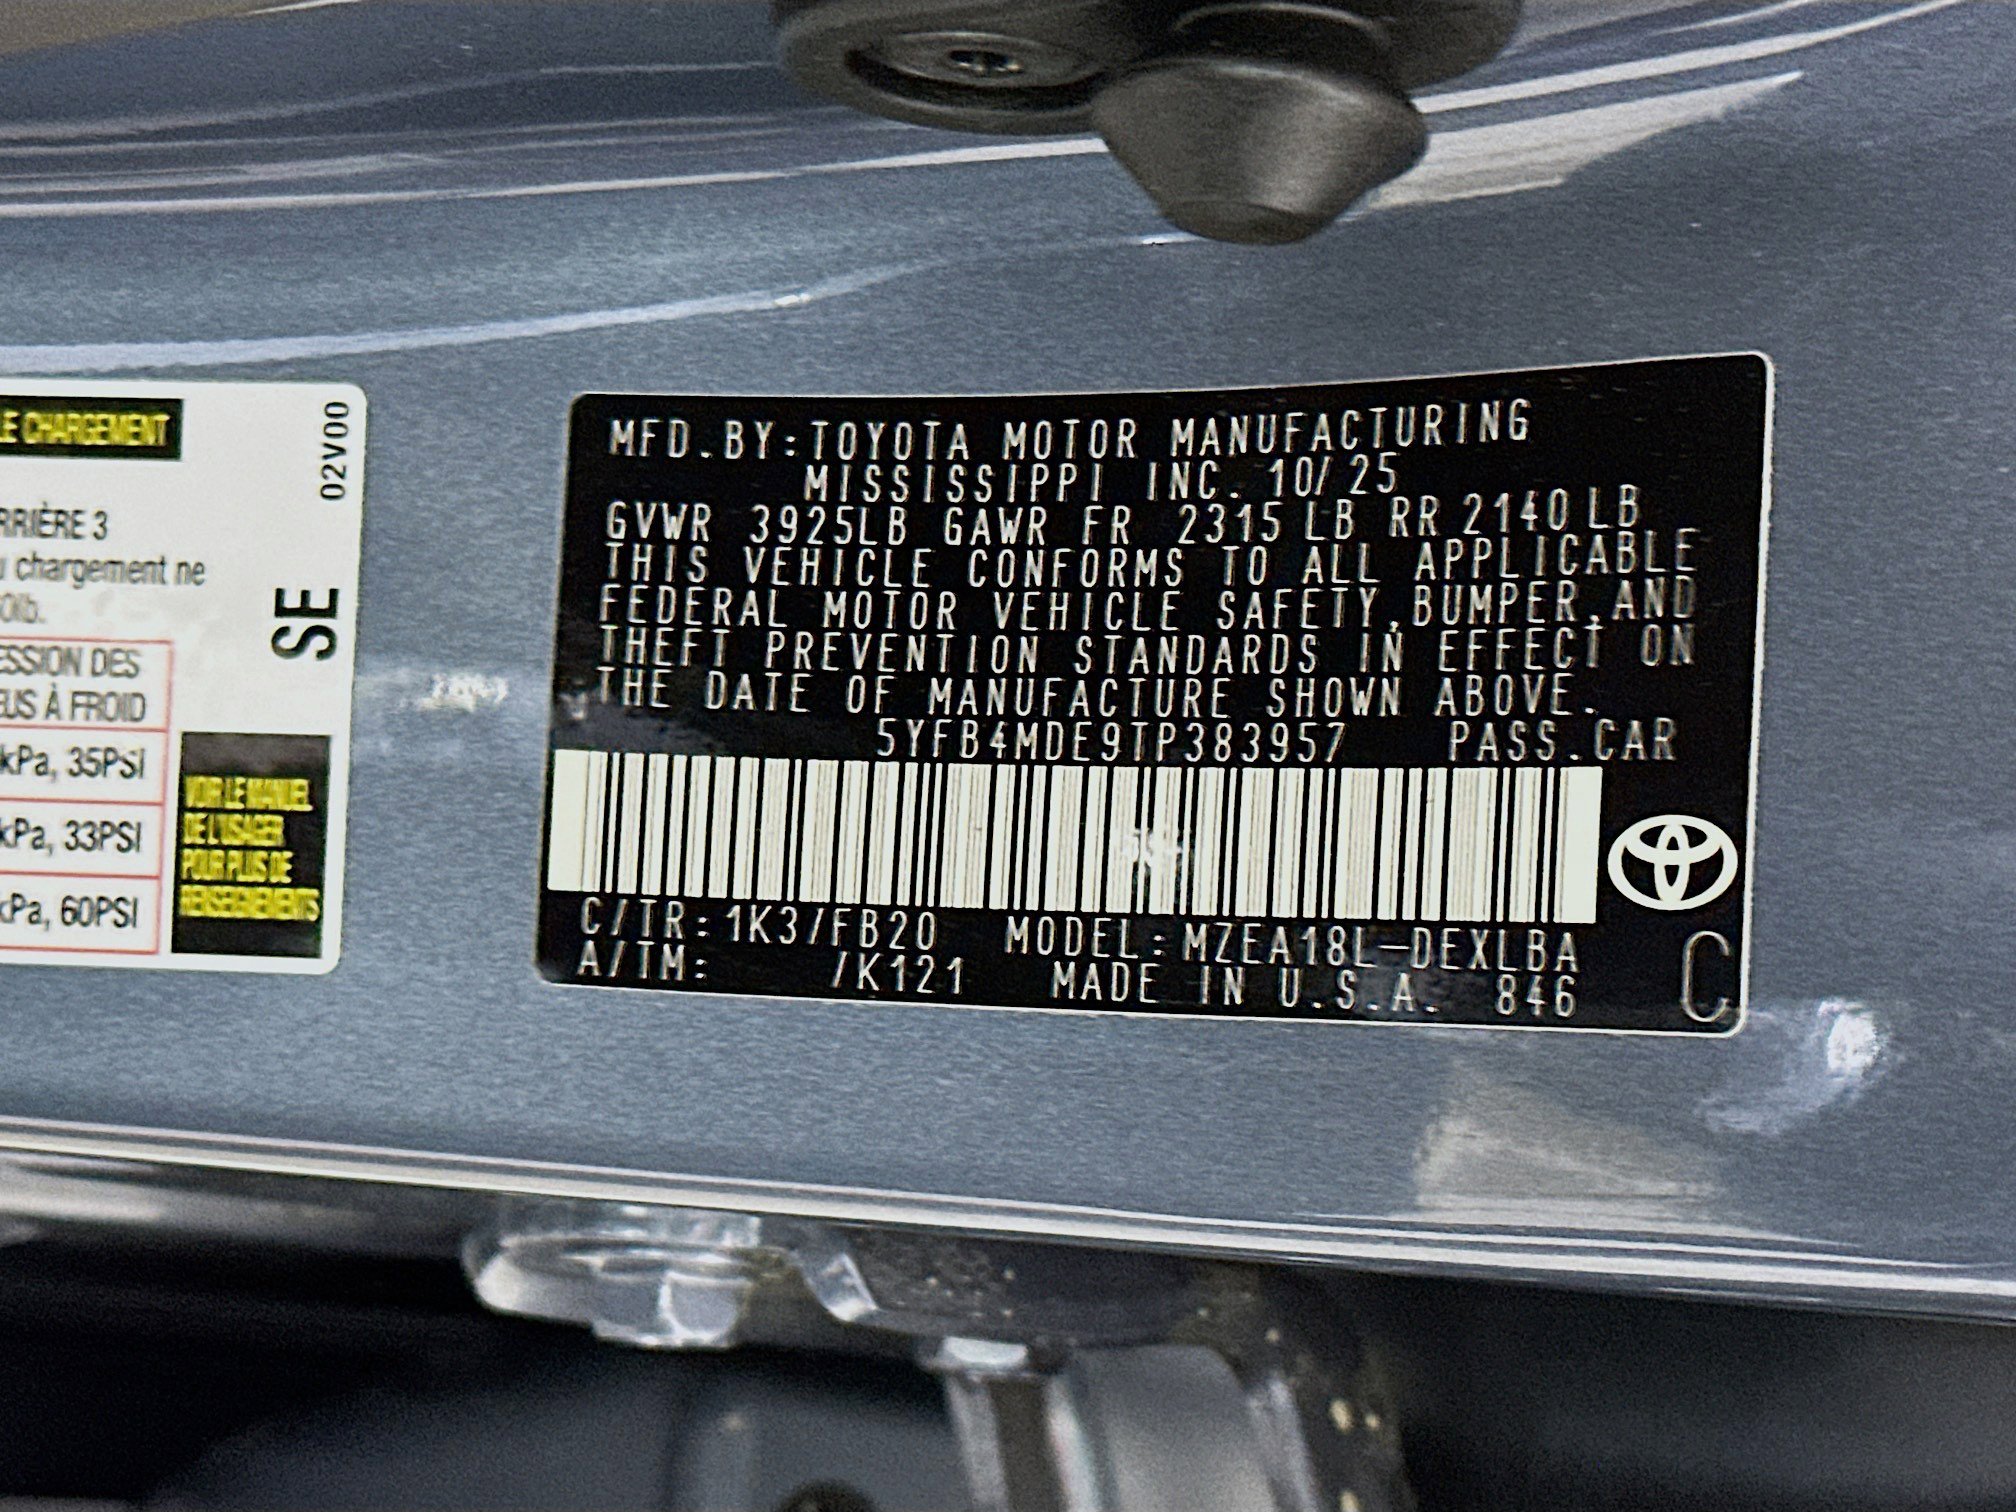 LE CHARGEMENT
02V00
RRIÈRE 3
u chargement ne
0lb.
SE
ESSION DES
EUS À FROID
kPa, 35PSI
kPa, 33PSI
kPa, 60PSI
VOIR LE MANUEL
DE L'USAGER
POUR PLUS DE
RENSEIGNEMENTS
MFD.BY:TOYOTA MOTOR MANUFACTURING
MISSISSIPPI INC. 10/25
GVWR 3925LB GAWR FR 2315LB RR 2140LB
THIS VEHICLE CONFORMS TO ALL APPLICABLE
FEDERAL MOTOR VEHICLE SAFETY,BUMPER,AND
THEFT PREVENTION STANDARDS IN EFFECT ON
THE DATE OF MANUFACTURE SHOWN ABOVE.
5YFB4MDE9TP383957 PASS.CAR
C/TR:1K3/FB20 MODEL:MZEA18L-DEXLBA
A/TM: /K121 MADE IN U.S.A. 846
C